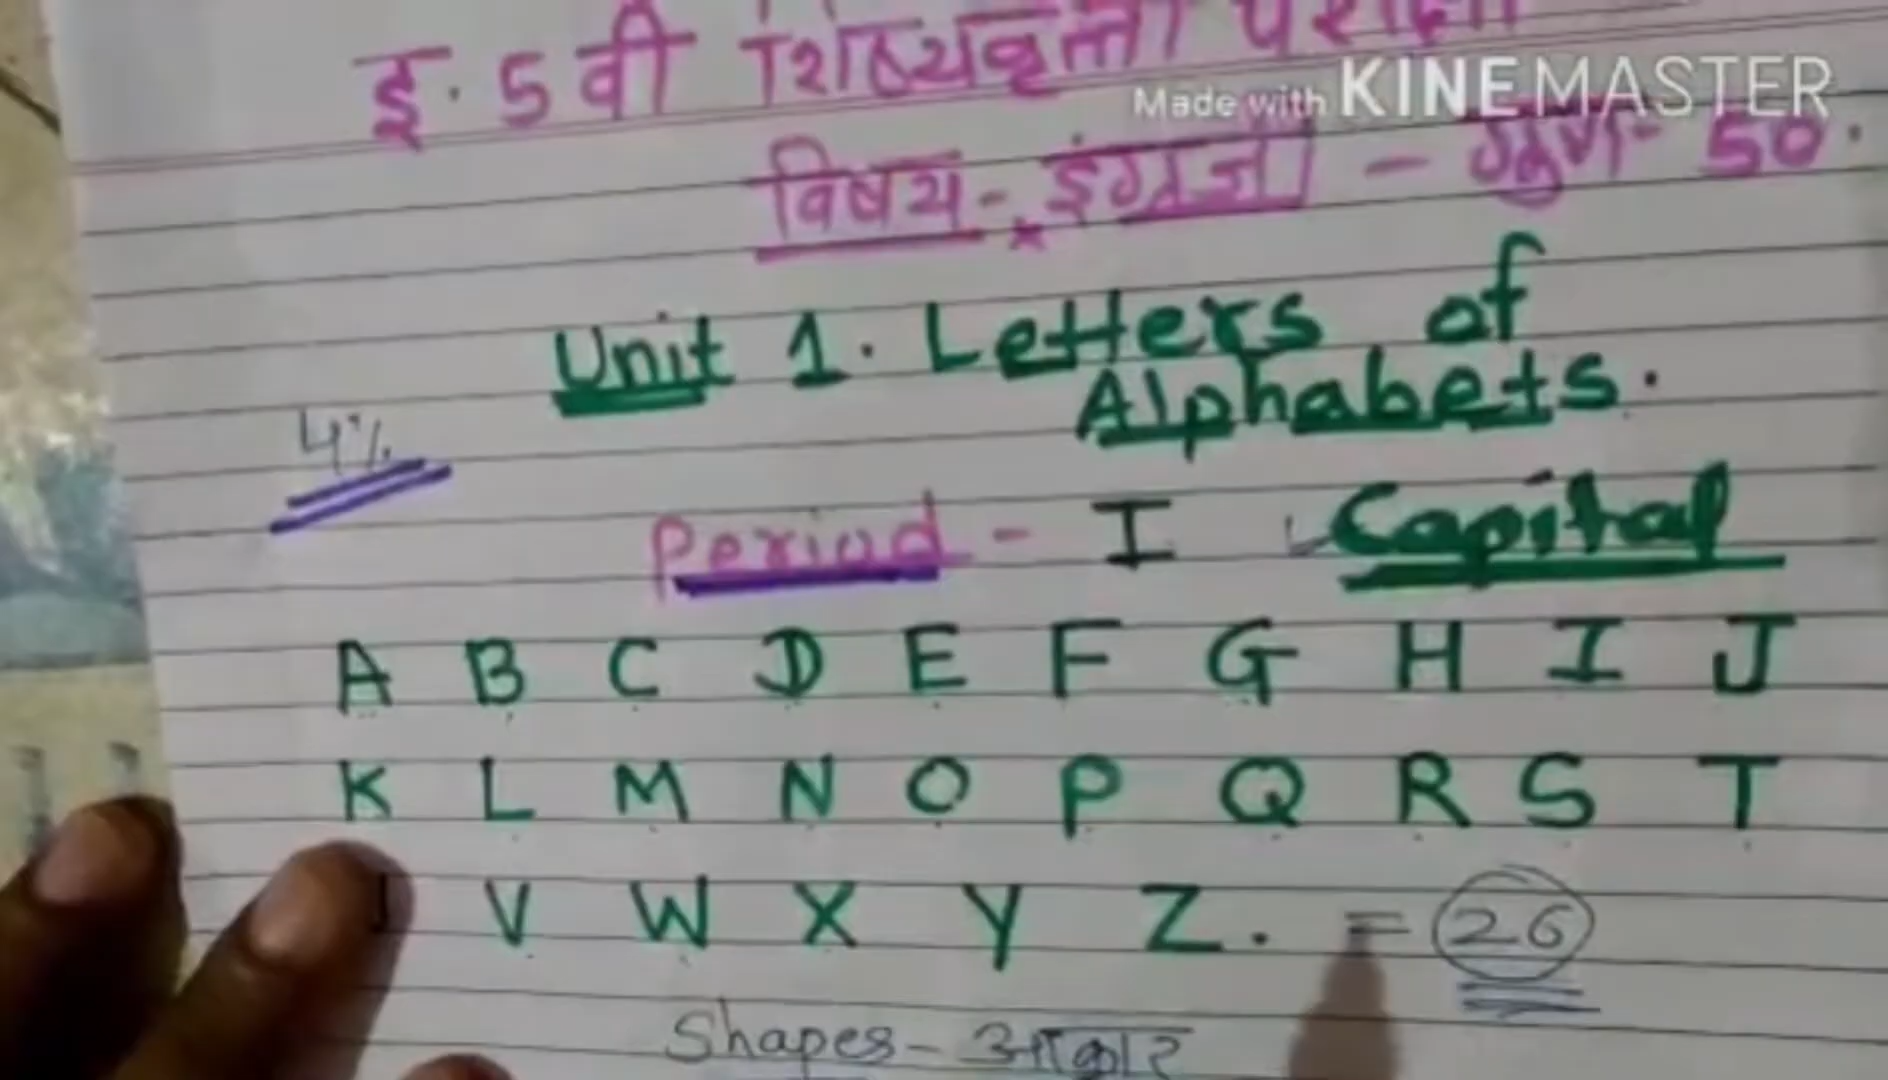 इ. 5 वी शिष्यवृत्ती परीक्षा
Made with KINEMASTER
विषय - इंग्रजी - गुण - 50.
Unit 1. Letters of
Alphabets.
4%
Period - I Capital
A B C D E F G H I J
K L M N O P Q R S T
V W X Y Z. = 26
Shapes - आकार